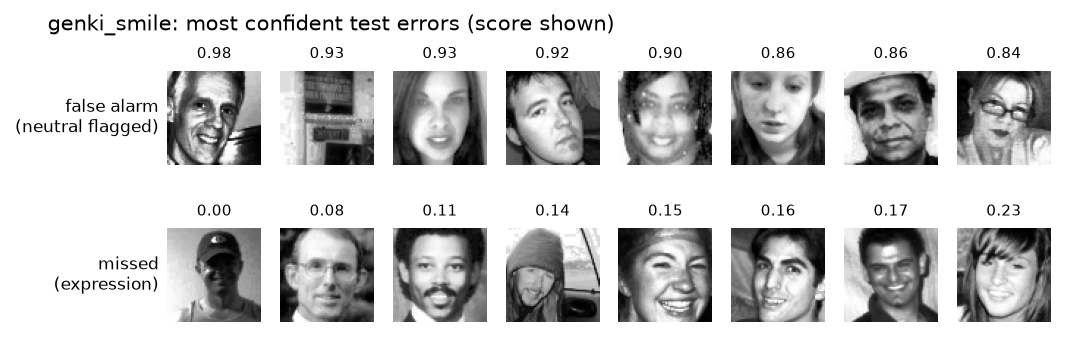 genki_smile: most confident test errors (score shown)
0.98 0.93 0.93 0.92 0.90 0.86 0.86 0.84
false alarm
(neutral flagged)
0.00 0.08 0.11 0.14 0.15 0.16 0.17 0.23
missed
(expression)